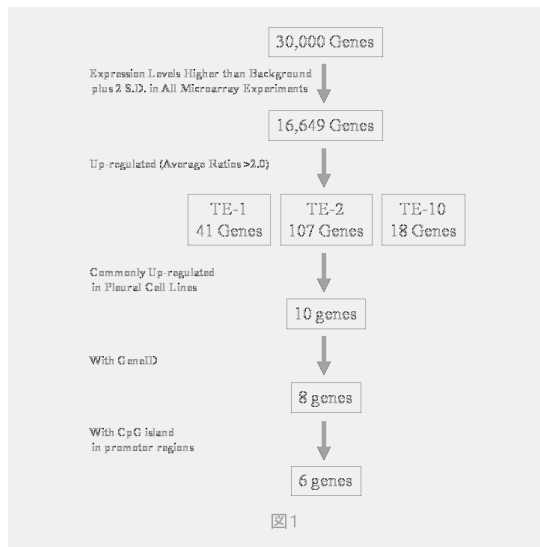 30,000 Genes
Expression Levels Higher than Background
plus 2 S.D. in All Microarray Experiments
16,649 Genes
Up-regulated (Average Ratios >2.0)
TE-1
41 Genes
TE-2
107 Genes
TE-10
18 Genes
Commonly Up-regulated
in Pleural Cell Lines
10 genes
With GeneID
8 genes
With CpG island
in promotor regions
6 genes
図1